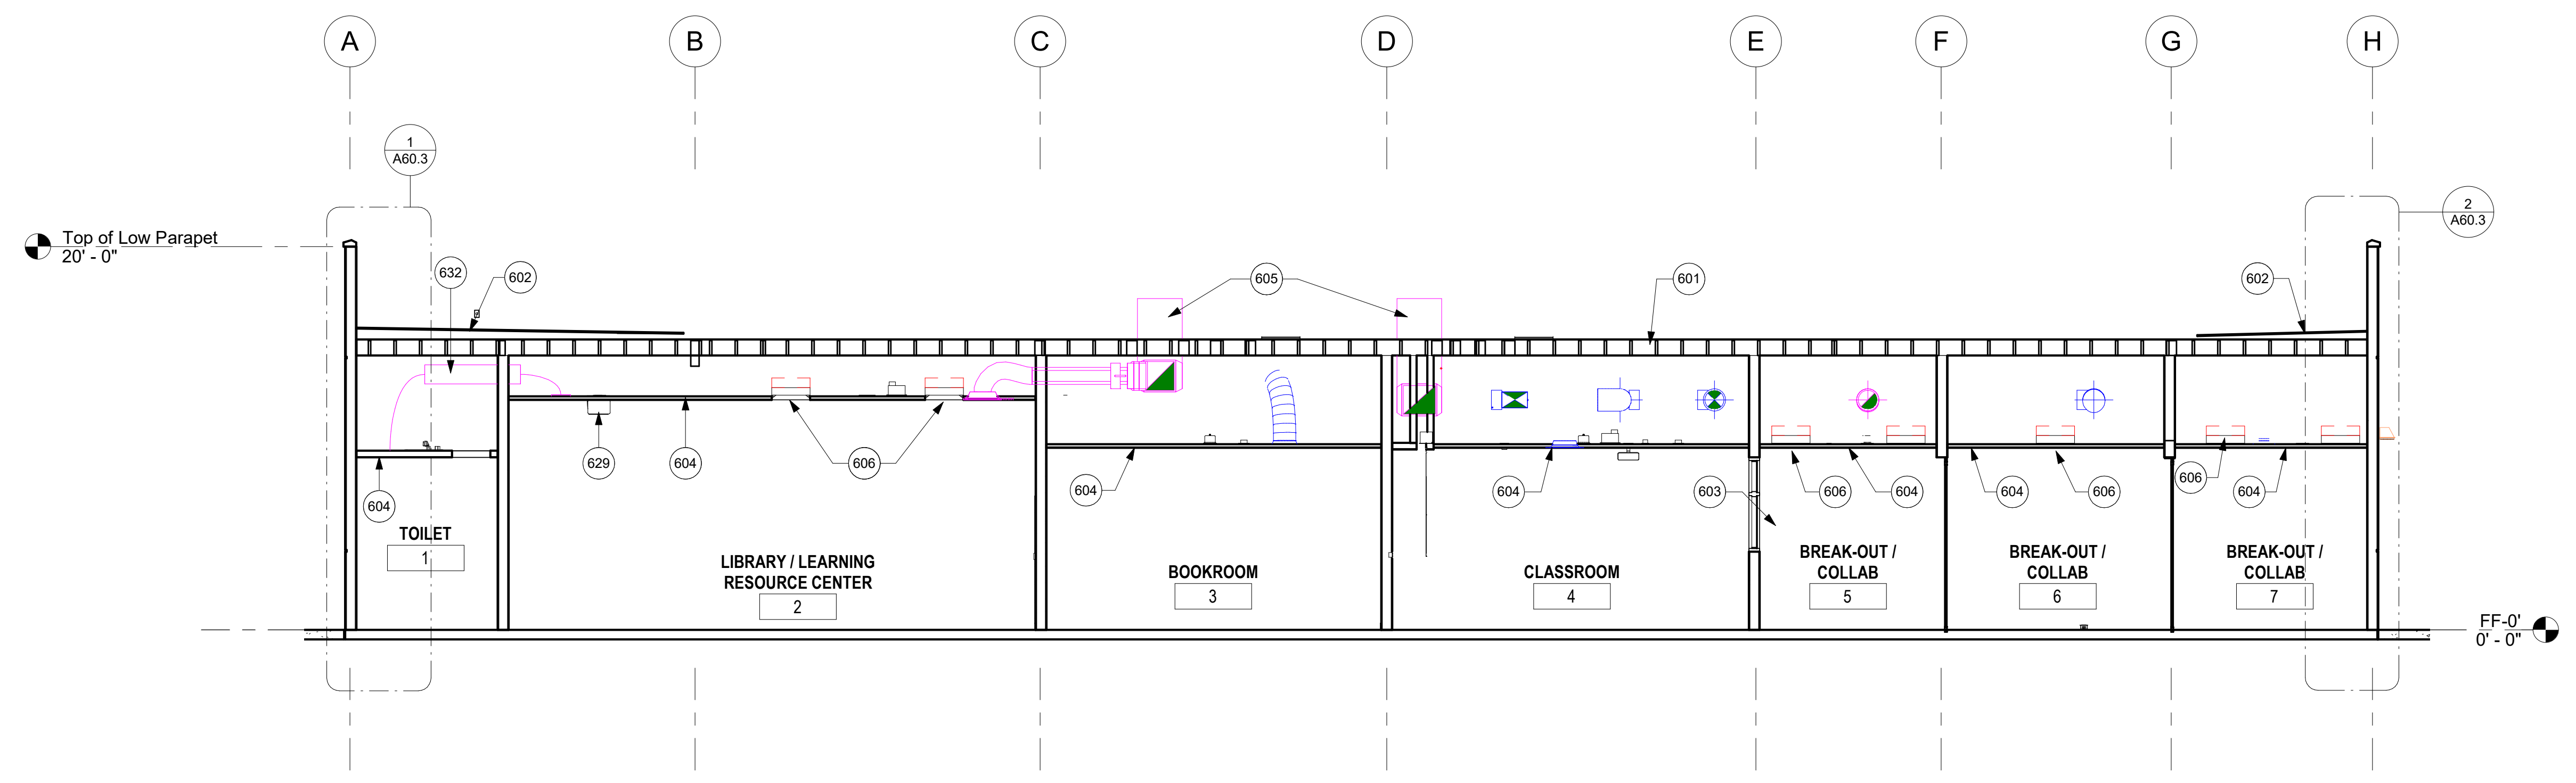 A
B
C
D
E
F
G
H
1
A60.3
2
A60.3
Top of Low Parapet
20' - 0"
632
602
605
601
602
629
604
606
604
604
603
606
604
604
606
606
604
604
TOILET
1
LIBRARY / LEARNING
RESOURCE CENTER
2
BOOKROOM
3
CLASSROOM
4
BREAK-OUT /
COLLAB
5
BREAK-OUT /
COLLAB
6
BREAK-OUT /
COLLAB
7
FF-0'
0' - 0"